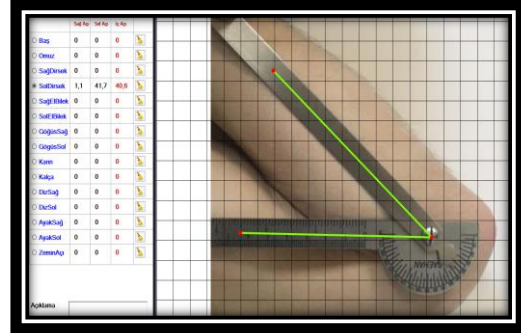 Sağ Açı Sol Açı İç Açı
Baş 0 0 0
Omuz 0 0 0
SağDirsek 0 0 0
SolDirsek 1,1 41,7 40,6
SağElBilek 0 0 0
SolElBilek 0 0 0
GöğüsSağ 0 0 0
GögüsSol 0 0 0
Karın 0 0 0
Kalça 0 0 0
DizSağ 0 0 0
DizSol 0 0 0
AyakSağ 0 0 0
AyakSol 0 0 0
ZeminAçı 0 0 0
Açıklama